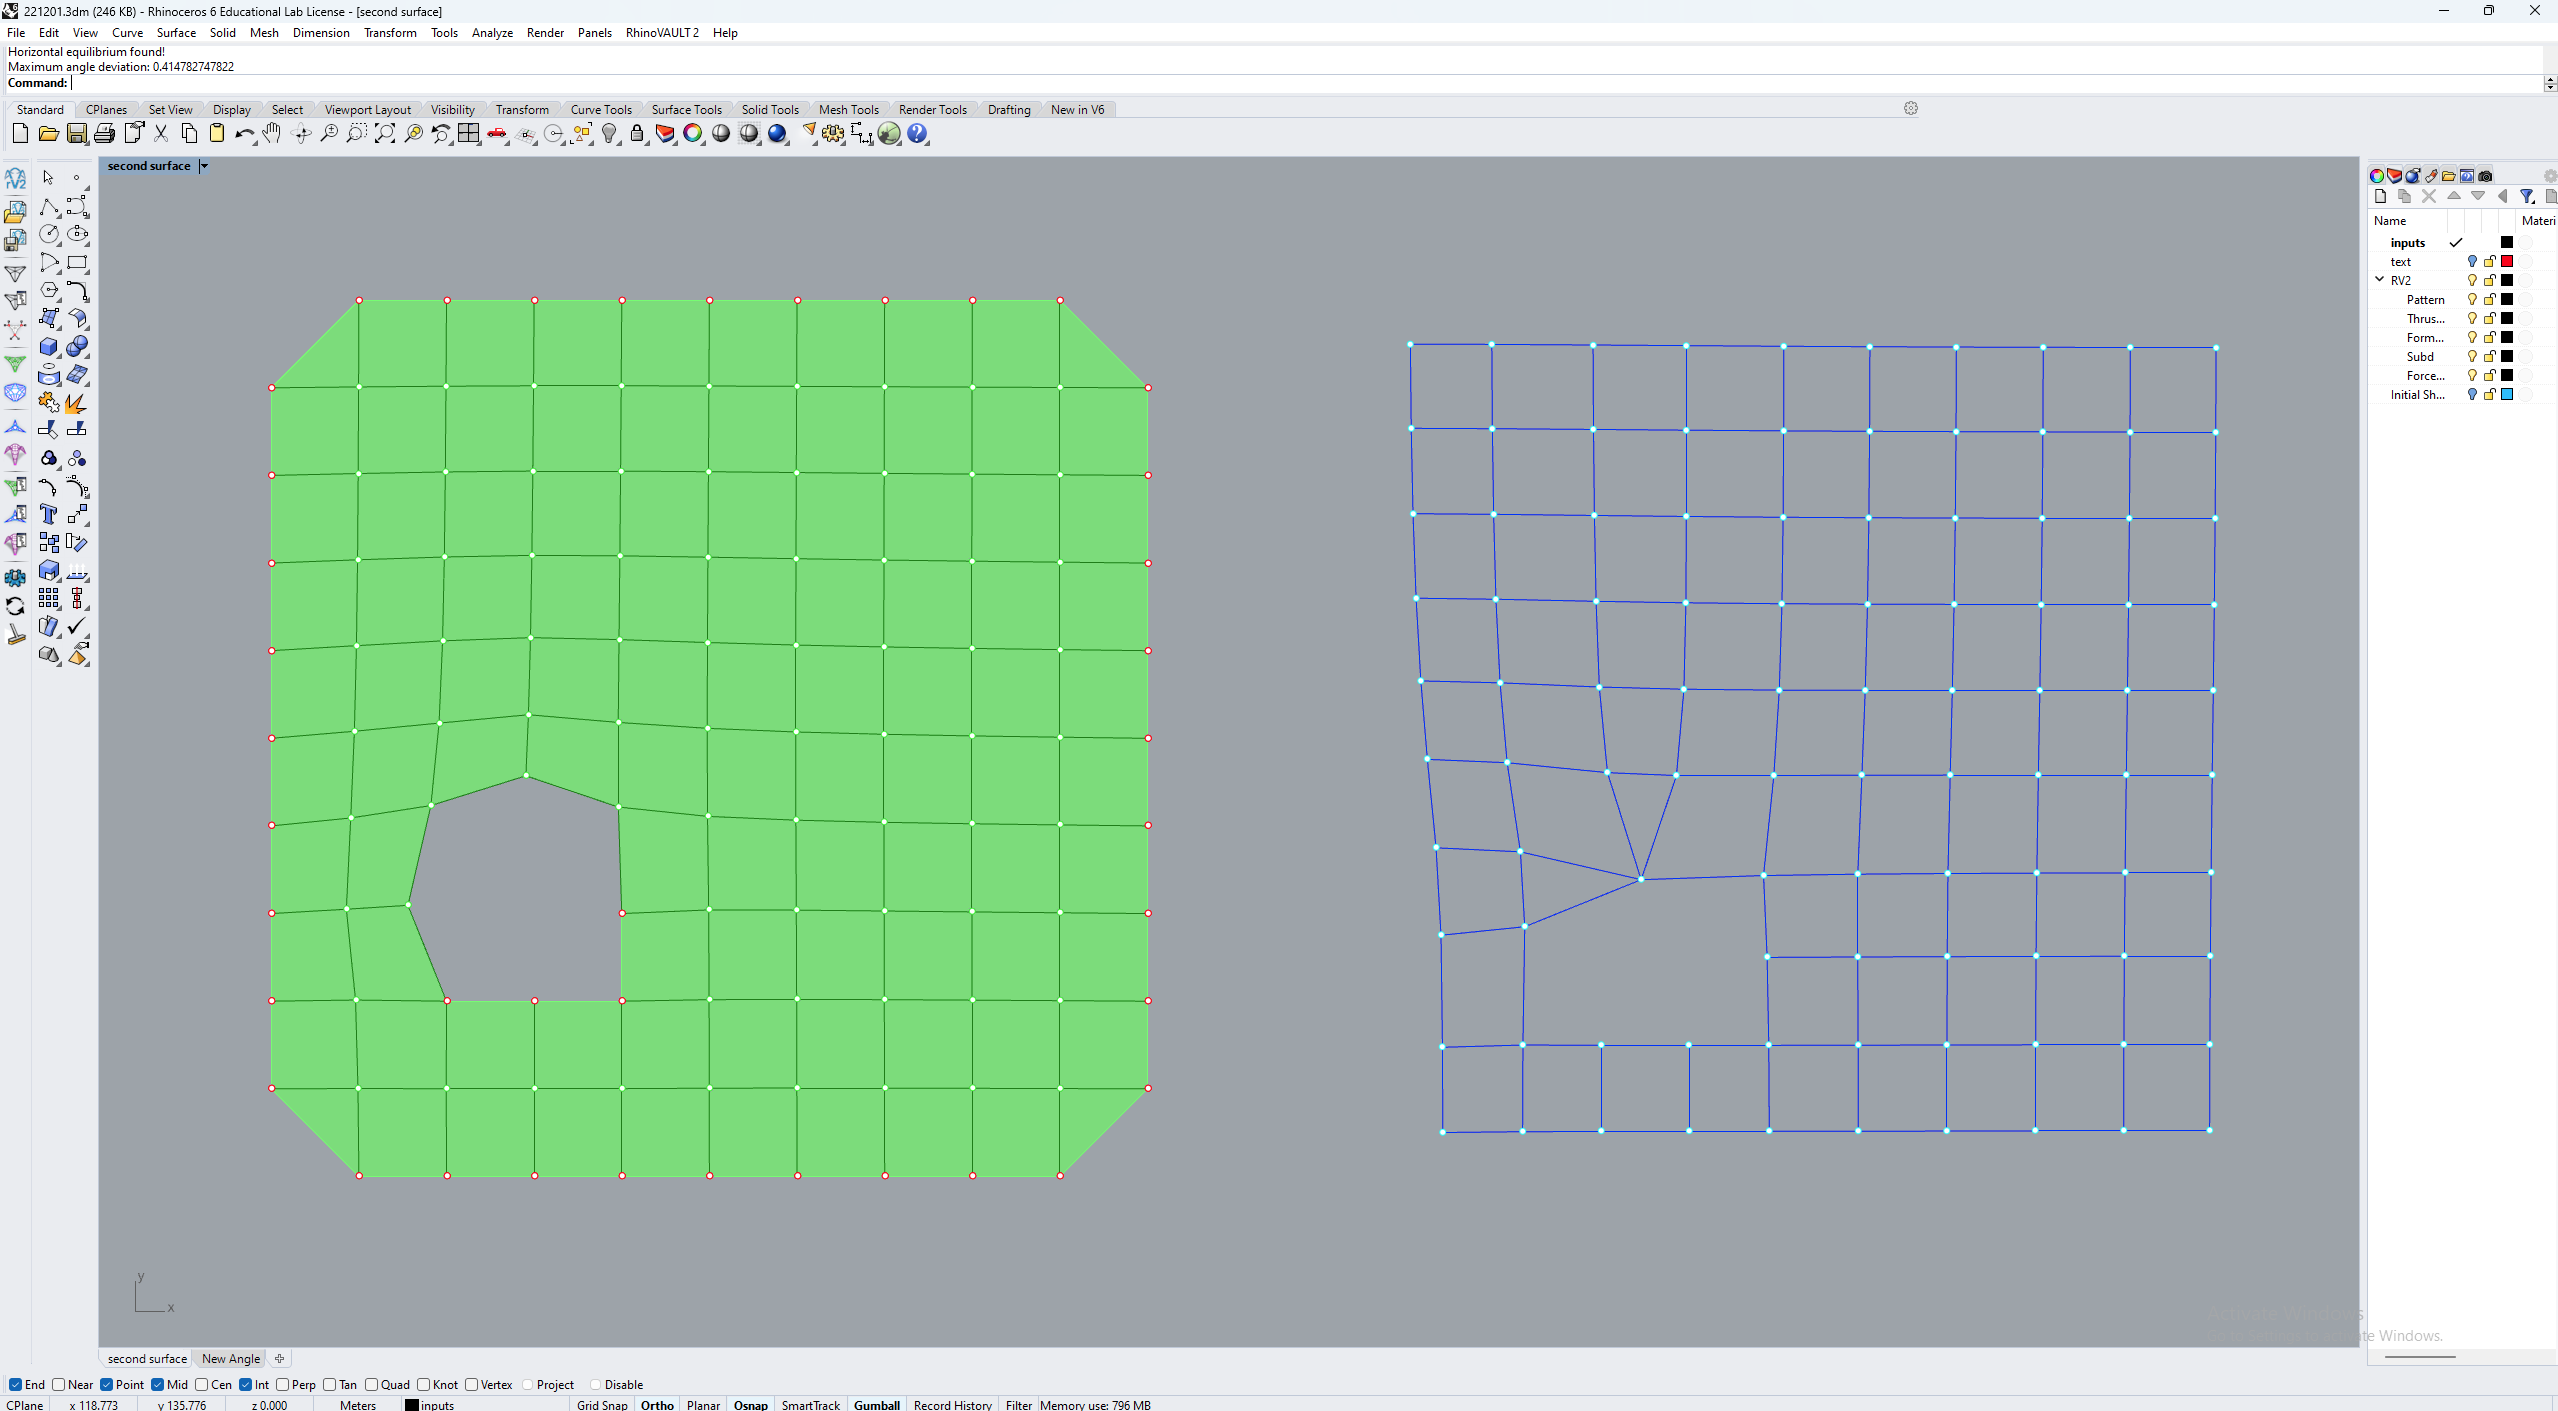 221201.3dm (246 KB) - Rhinoceros 6 Educational Lab License - [second surface]
File Edit View Curve Surface Solid Mesh Dimension Transform Tools Analyze Render Panels RhinoVAULT 2 Help
Horizontal equilibrium found!
Maximum angle deviation: 0.414782747822
Command:
Standard CPlanes Set View Display Select Viewport Layout Visibility Transform Curve Tools Surface Tools Solid Tools Mesh Tools Render Tools Drafting New in V6
second surface
Name Materi
inputs
text
RV2
Pattern
Thrus...
Form...
Subd
Force...
Initial Sh...
y
x
Activate Windows
te Windows.
second surface New Angle
End Near Point Mid Cen Int Perp Tan Quad Knot Vertex Project Disable
CPlane x 118.773 y 135.776 z 0.000 Meters inputs Grid Snap Ortho Planar Osnap SmartTrack Gumball Record History Filter Memory use: 796 MB